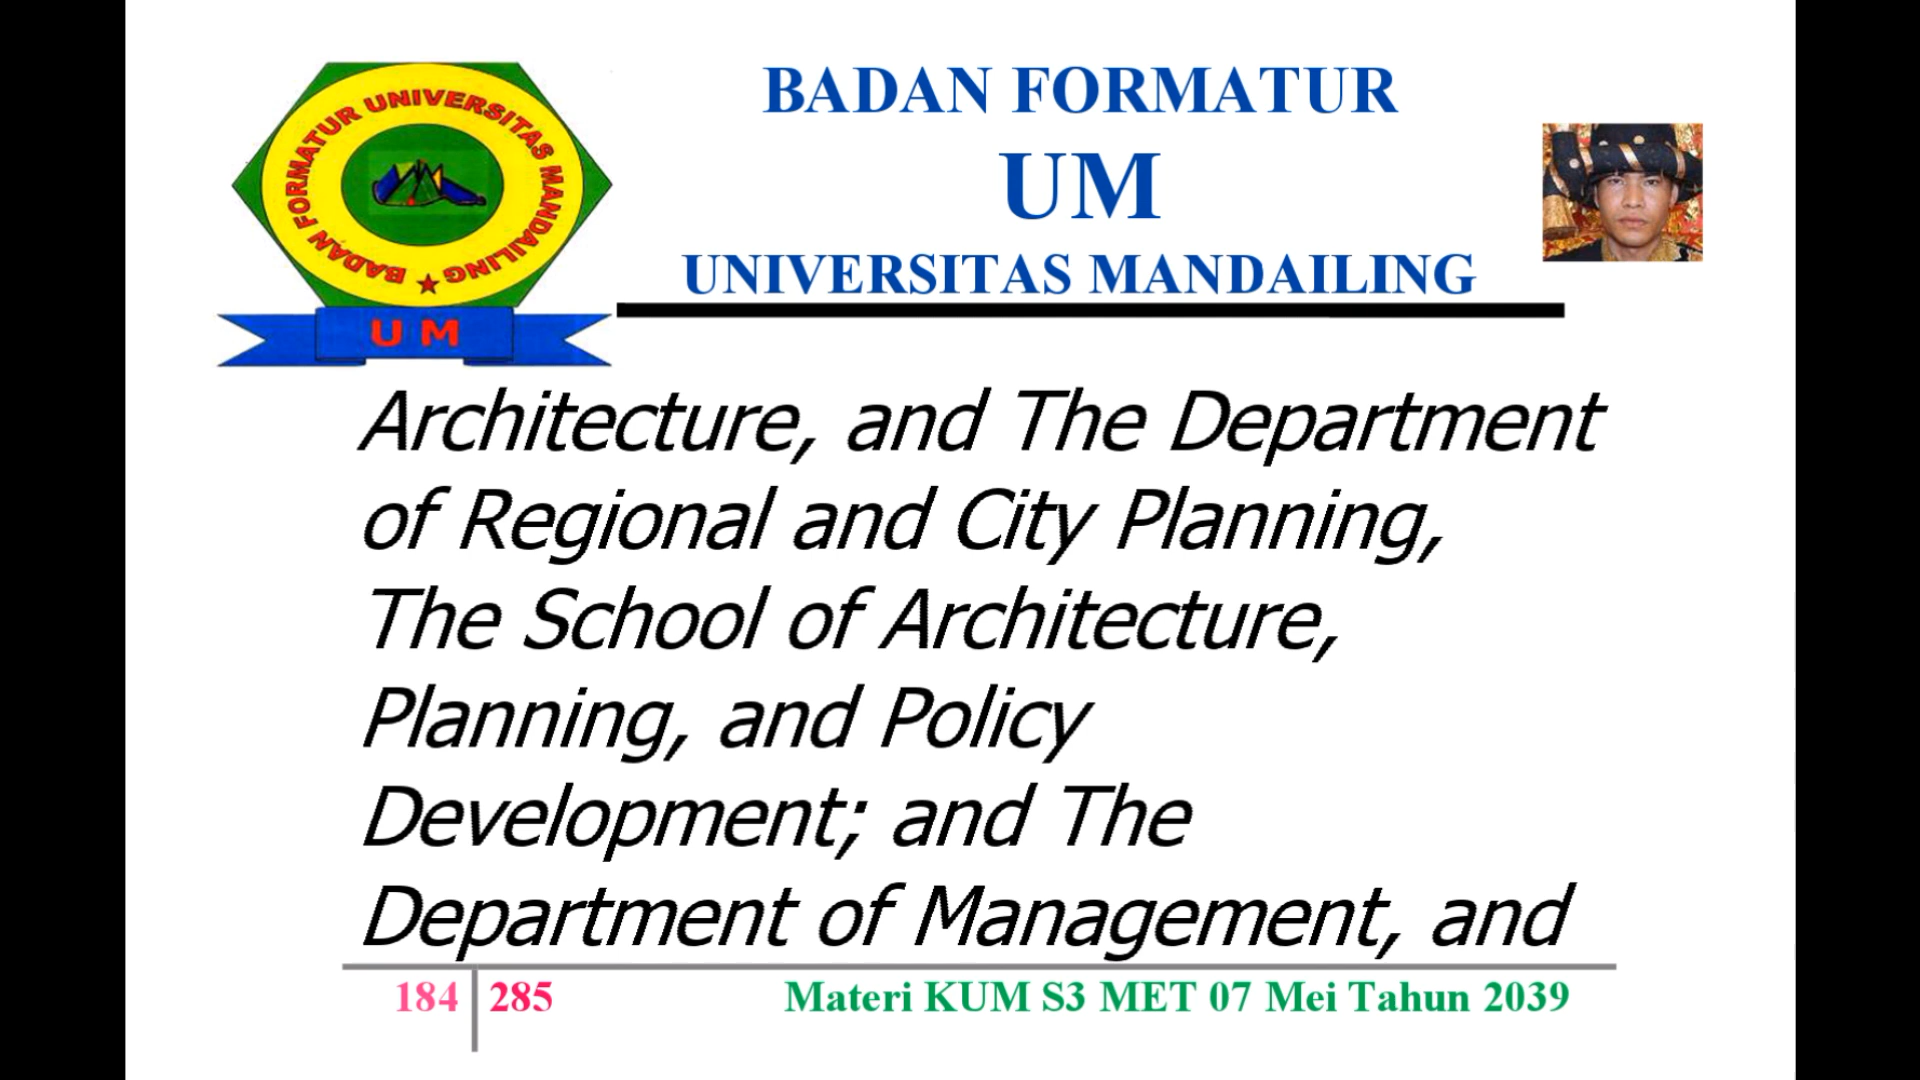 BADAN FORMATUR UNIVERSITAS MANDAILING
U M
BADAN FORMATUR
UM
UNIVERSITAS MANDAILING
Architecture, and The Department
of Regional and City Planning,
The School of Architecture,
Planning, and Policy
Development; and The
Department of Management, and
184 285 Materi KUM S3 MET 07 Mei Tahun 2039